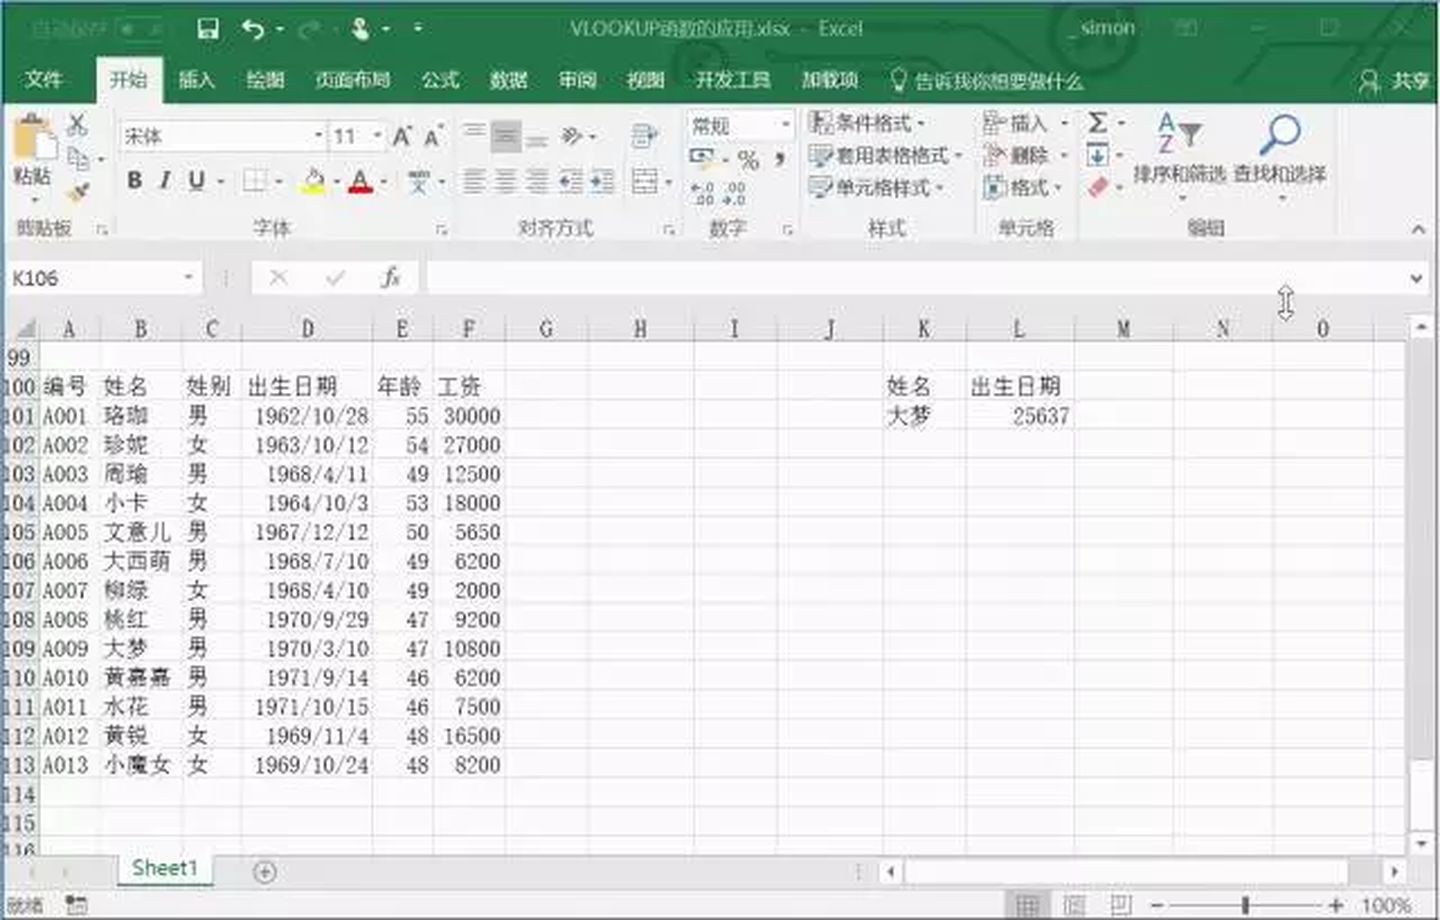 VLOOKUP函数的应用.xlsx - Excel simon
文件 开始 插入 绘图 页面布局 公式 数据 审阅 视图 开发工具 加载项 告诉我你想要做什么 共享
宋体 11 A A 常规 条件格式 插入 Σ
粘贴 % , 套用表格格式 删除 排序和筛选 查找和选择
B I U A 单元格样式 格式
剪贴板 字体 对齐方式 数字 样式 单元格 编辑
K106 fx
A B C D E F G H I J K L M N O
99
100 编号 姓名 姓别 出生日期 年龄 工资 姓名 出生日期
101 A001 珞珈 男 1962/10/28 55 30000 大梦 25637
102 A002 珍妮 女 1963/10/12 54 27000
103 A003 周瑜 男 1968/4/11 49 12500
104 A004 小卡 女 1964/10/3 53 18000
105 A005 文意儿 男 1967/12/12 50 5650
106 A006 大西萌 男 1968/7/10 49 6200
107 A007 柳绿 女 1968/4/10 49 2000
108 A008 桃红 男 1970/9/29 47 9200
109 A009 大梦 男 1970/3/10 47 10800
110 A010 黄嘉嘉 男 1971/9/14 46 6200
111 A011 水花 男 1971/10/15 46 7500
112 A012 黄锐 女 1969/11/4 48 16500
113 A013 小魔女 女 1969/10/24 48 8200
114
115
116
Sheet1
就绪 100%